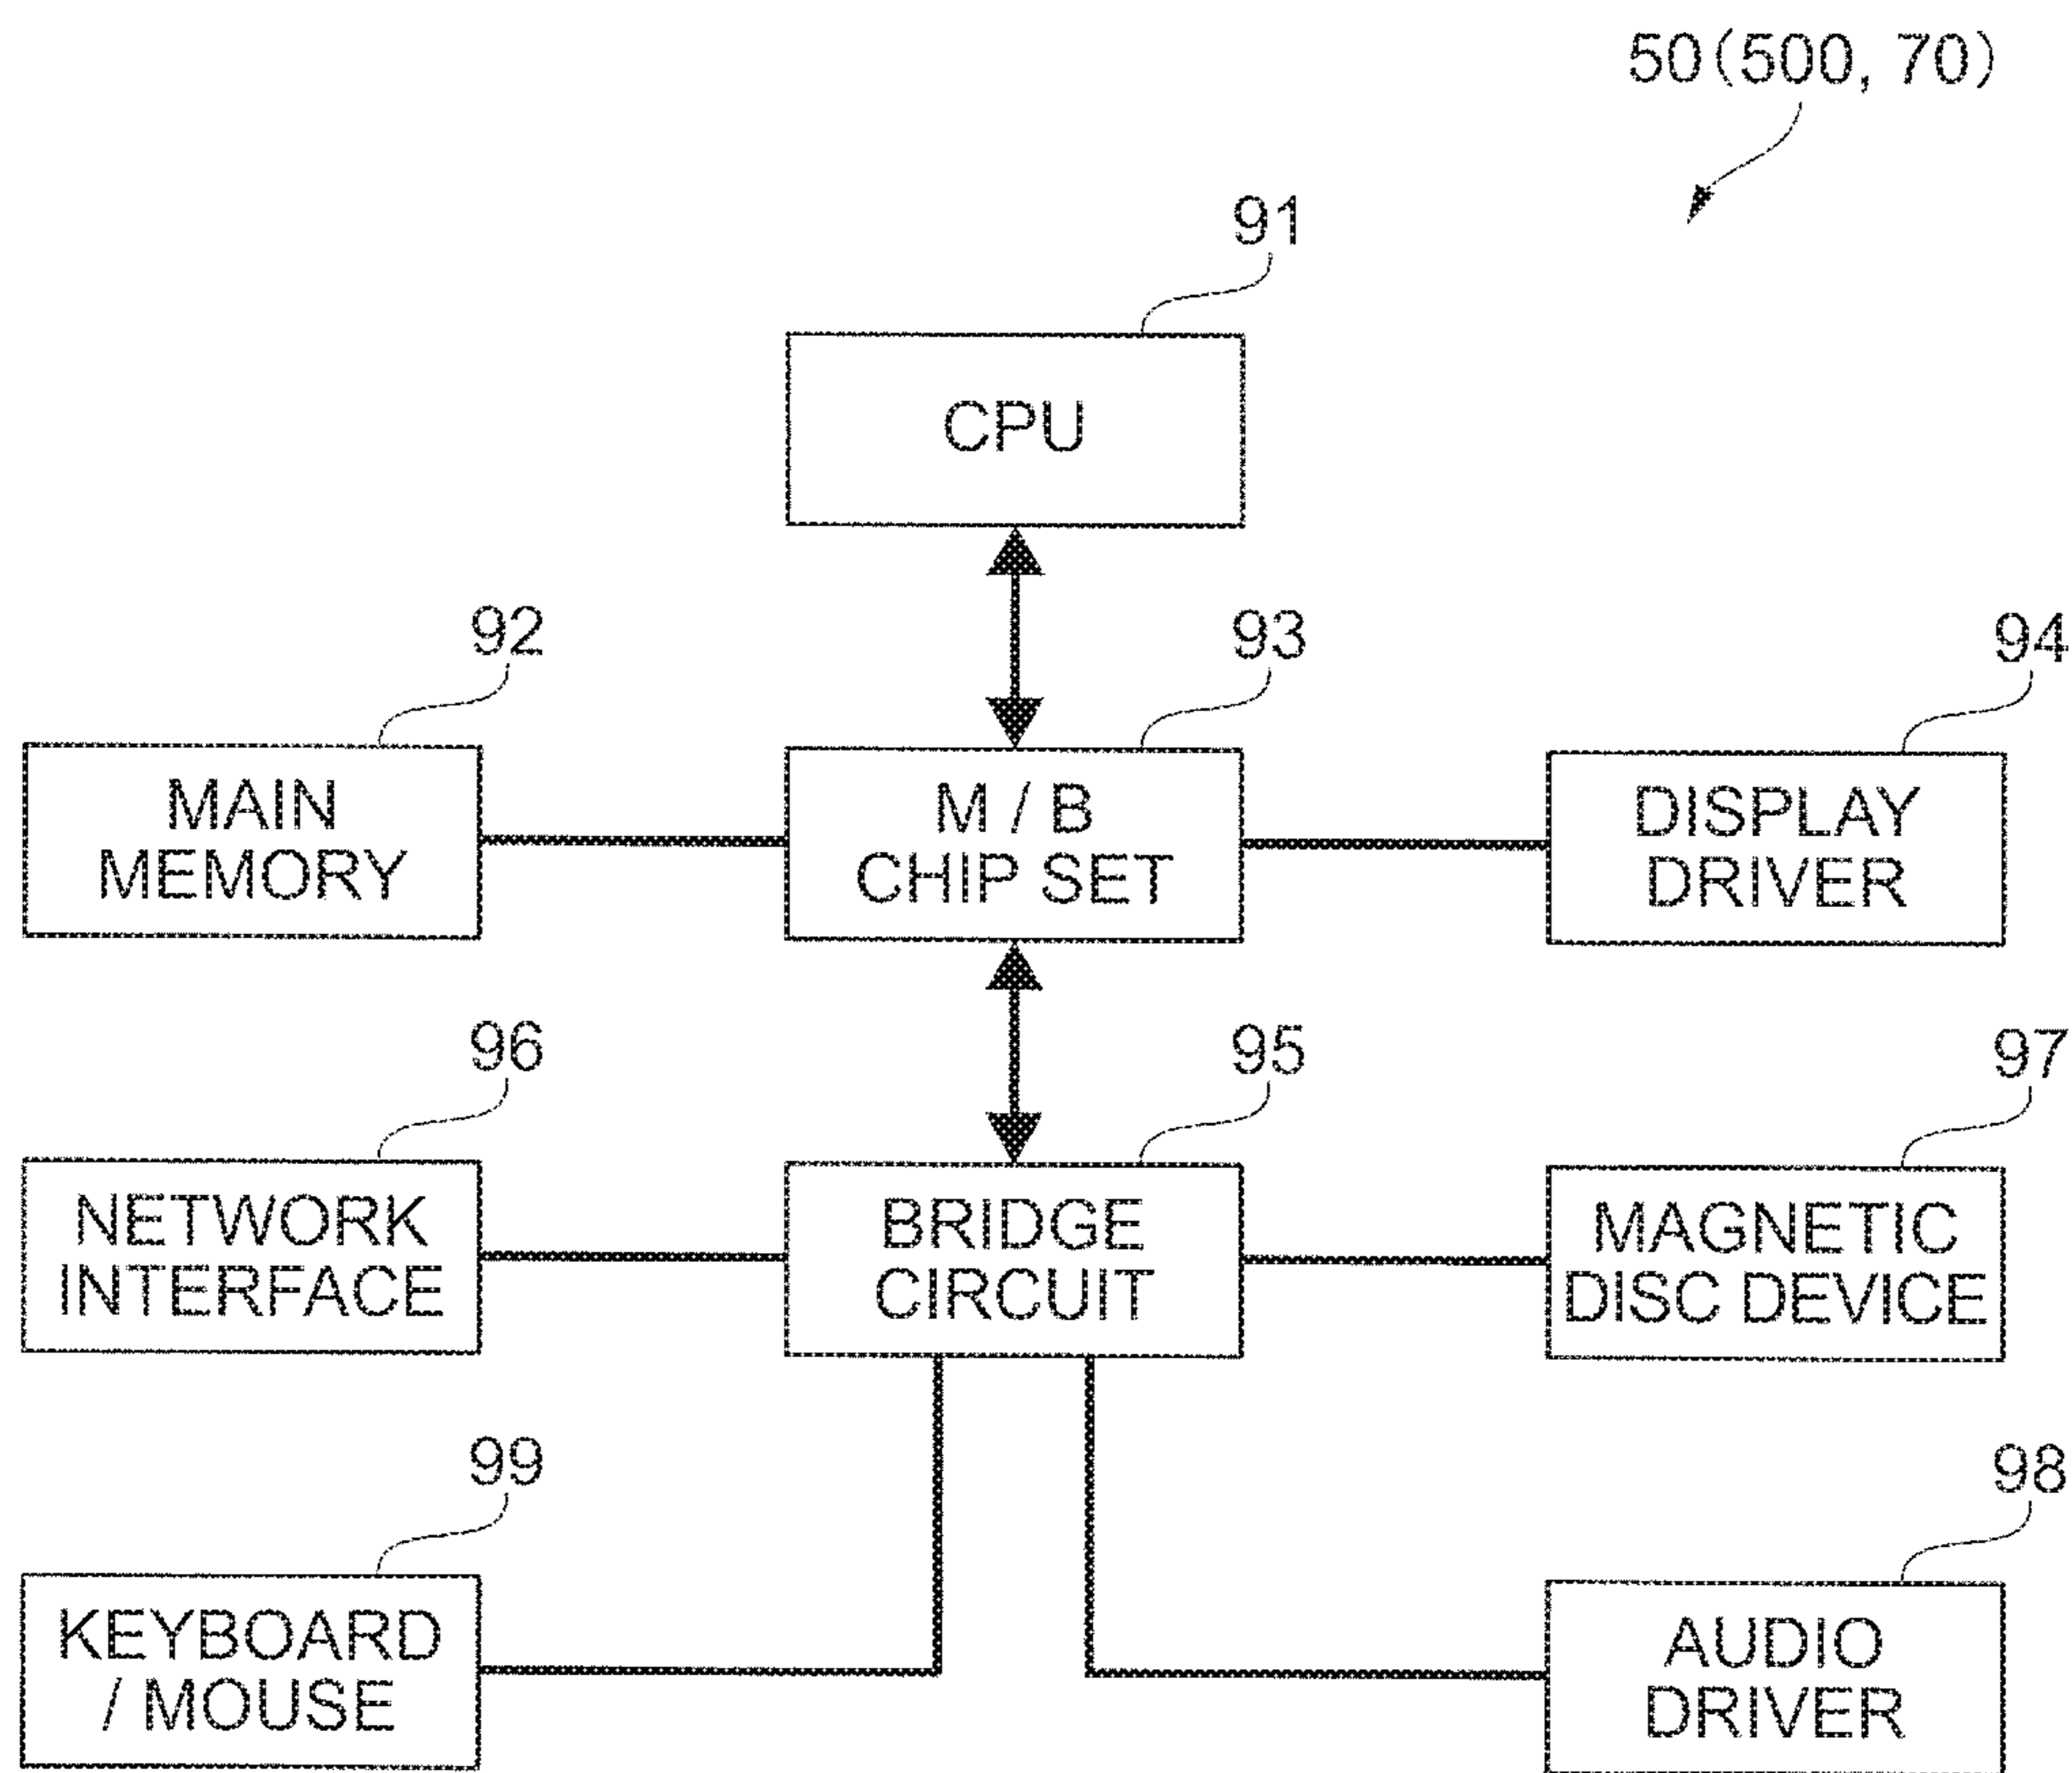 50(500, 70)
91
CPU
92
93
94
MAIN
MEMORY
M / B
CHIP SET
DISPLAY
DRIVER
96
95
97
NETWORK
INTERFACE
BRIDGE
CIRCUIT
MAGNETIC
DISC DEVICE
99
98
KEYBOARD
/ MOUSE
AUDIO
DRIVER